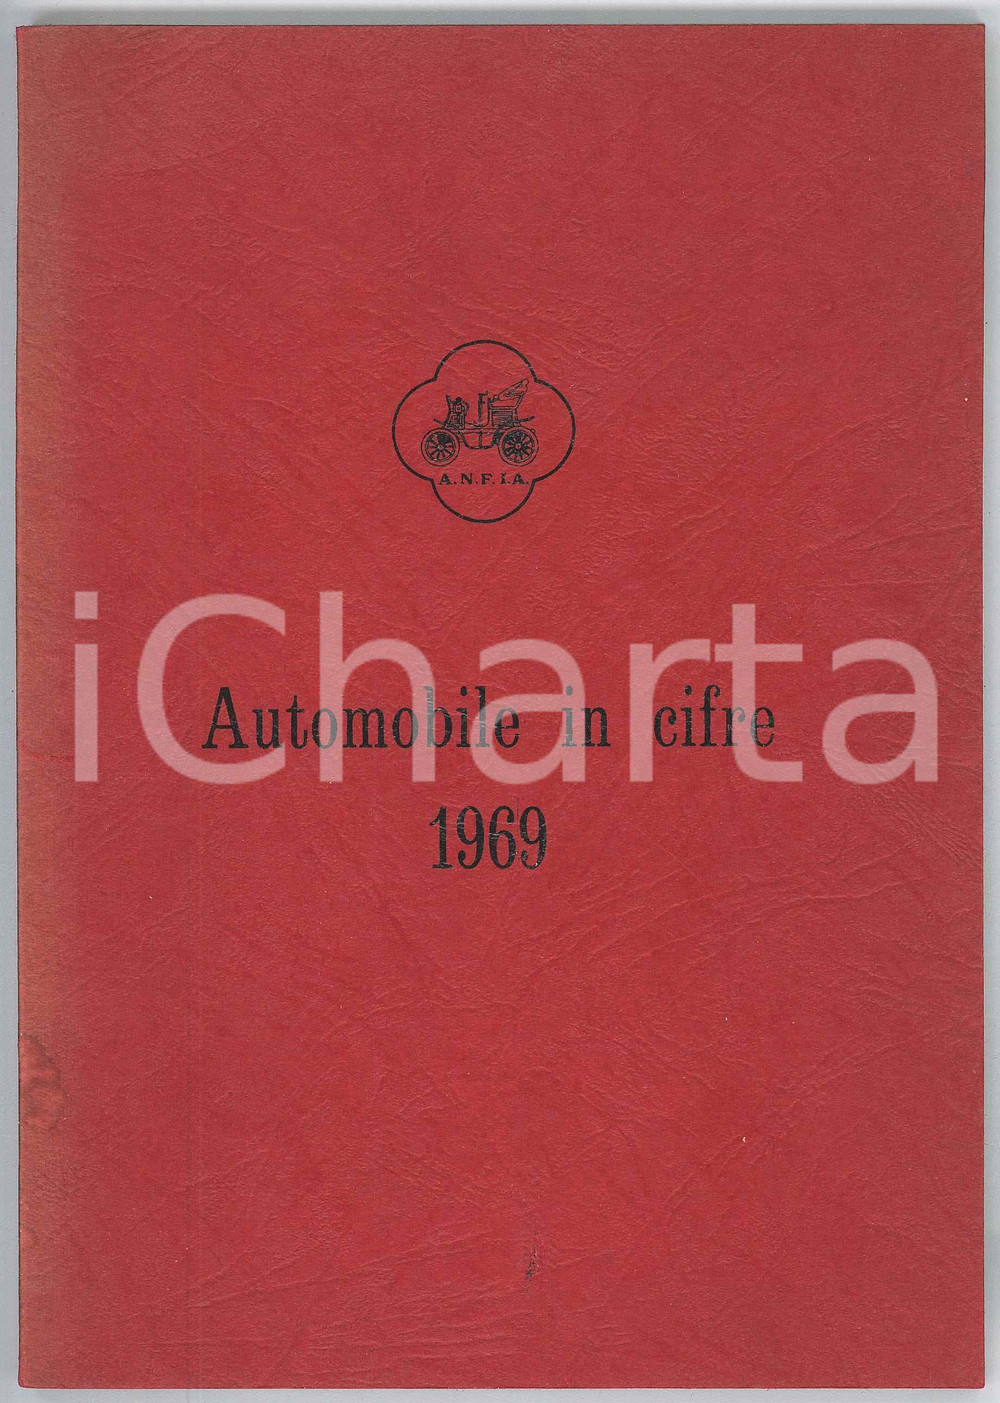 A.N.F.I.A.
iCharta
Automobile in cifre
1969